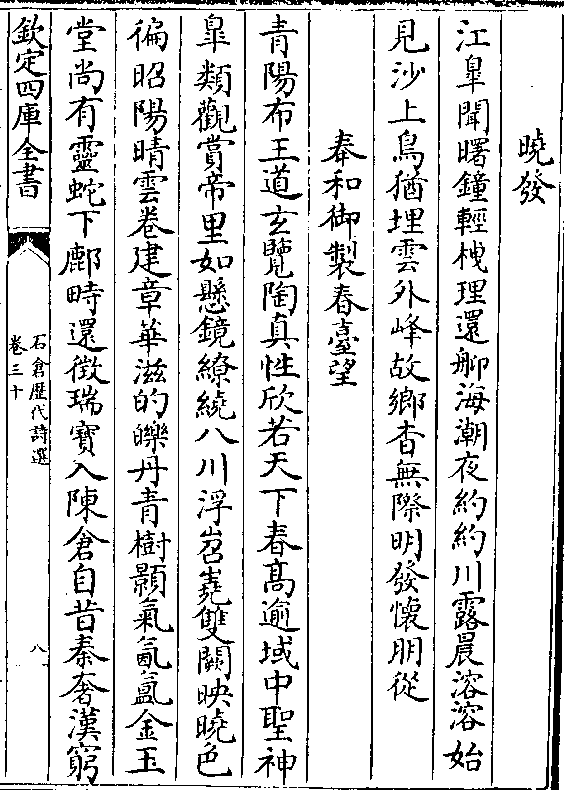 曉發
江臯聞曙鐘輕栧理還舼海潮夜約約川露晨溶溶始
見沙上鳥猶埋雲外峰故鄉杳無際明發懷朋從
奉和御製春臺望
青陽布王道玄覽陶真性欣若天下春髙逾域中聖神
臯類觀賞帝里如懸鏡繚繞八川浮岧嶤雙闕映曉色
徧昭陽晴雲卷建章華滋的皪丹青樹顥氣氤氲金玉
堂尚有靈蛇下鄜畤還徴瑞寶入陳倉自昔秦奢漢窮
欽定四庫全書
石倉歴代詩選
卷三十
八